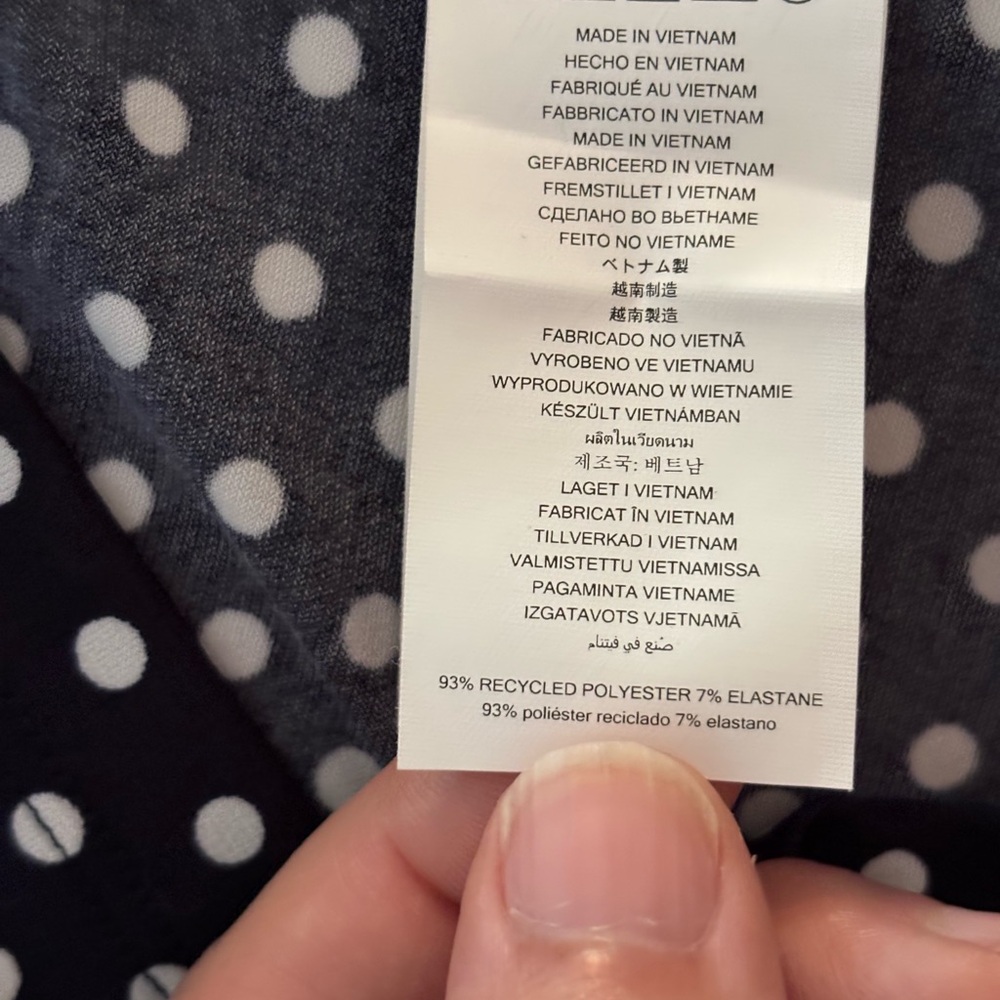 MADE IN VIETNAM
HECHO EN VIETNAM
FABRIQUÉ AU VIETNAM
FABBRICATO IN VIETNAM
MADE IN VIETNAM
GEFABRICEERD IN VIETNAM
FREMSTILLET I VIETNAM
СДЕЛАНО ВО ВЬЕТНАМЕ
FEITO NO VIETNAME
ベトナム製
越南制造
越南製造
FABRICADO NO VIETNÃ
VYROBENO VE VIETNAMU
WYPRODUKOWANO W WIETNAMIE
KÉSZÜLT VIETNÁMBAN
ผลิตในเวียดนาม
제조국: 베트남
LAGET I VIETNAM
FABRICAT ÎN VIETNAM
TILLVERKAD I VIETNAM
VALMISTETTU VIETNAMISSA
PAGAMINTA VIETNAME
IZGATAVOTS VJETNAMĀ
صُنع في فيتنام
93% RECYCLED POLYESTER 7% ELASTANE
93% poliéster reciclado 7% elastano